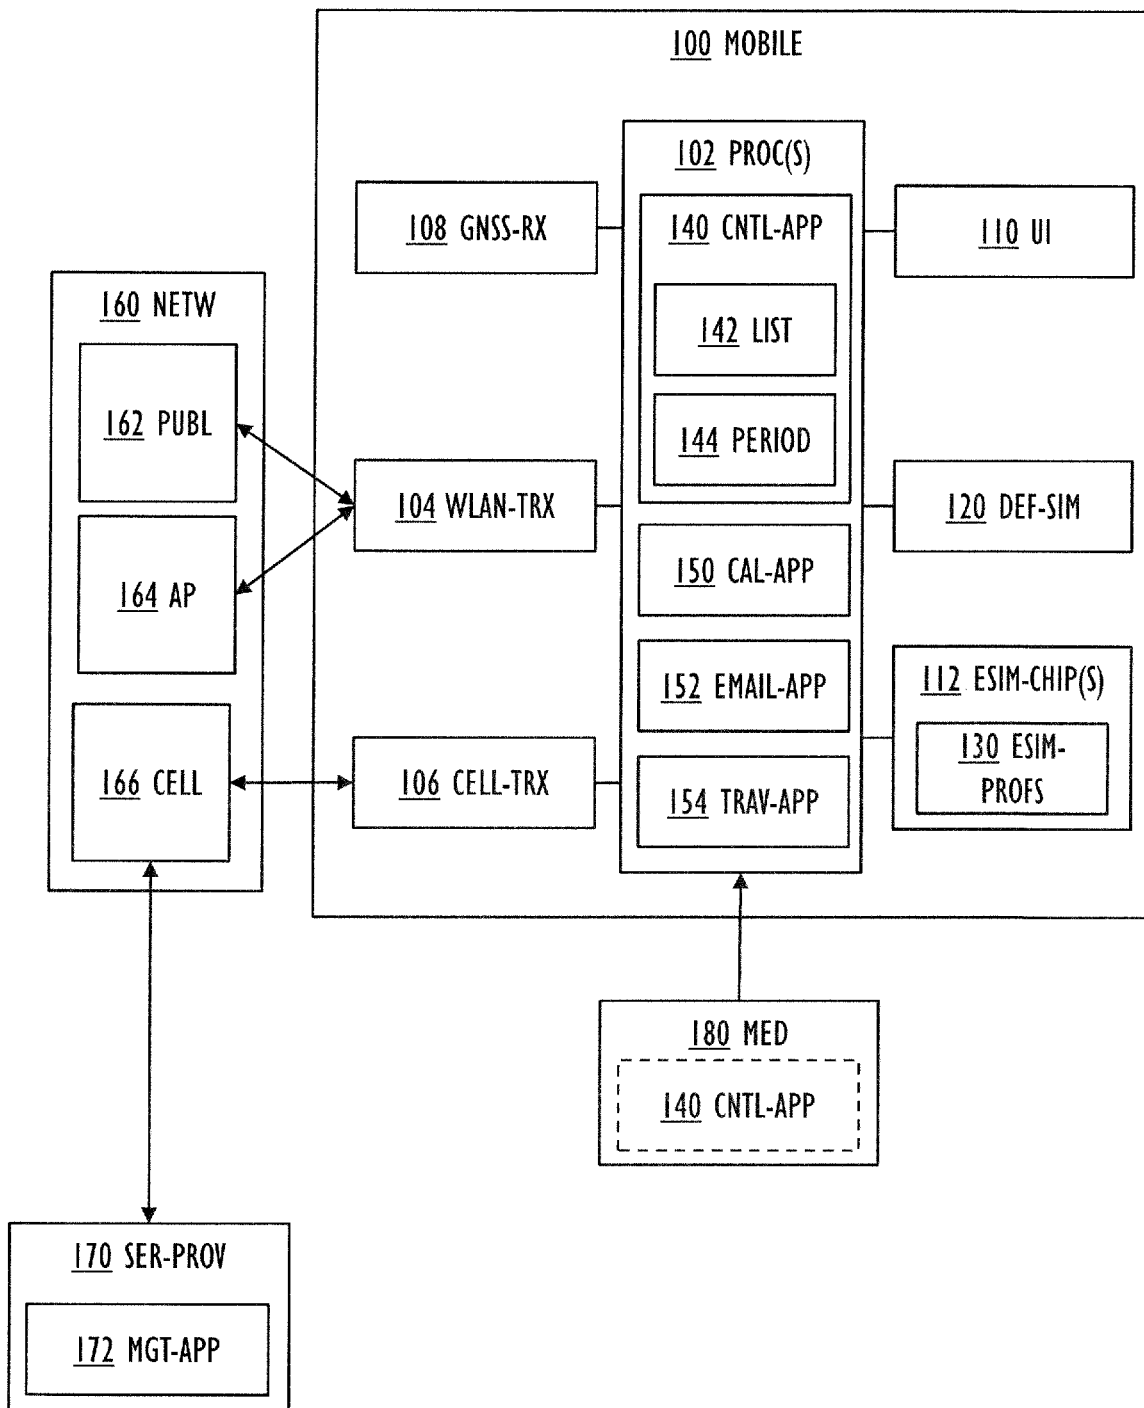 100 MOBILE
102 PROC(S)
108 GNSS-RX
140 CNTL-APP
110 UI
160 NETW
142 LIST
162 PUBL
144 PERIOD
104 WLAN-TRX
120 DEF-SIM
164 AP
150 CAL-APP
152 EMAIL-APP
112 ESIM-CHIP(S)
130 ESIM-
PROFS
166 CELL
106 CELL-TRX
154 TRAV-APP
180 MED
140 CNTL-APP
170 SER-PROV
172 MGT-APP